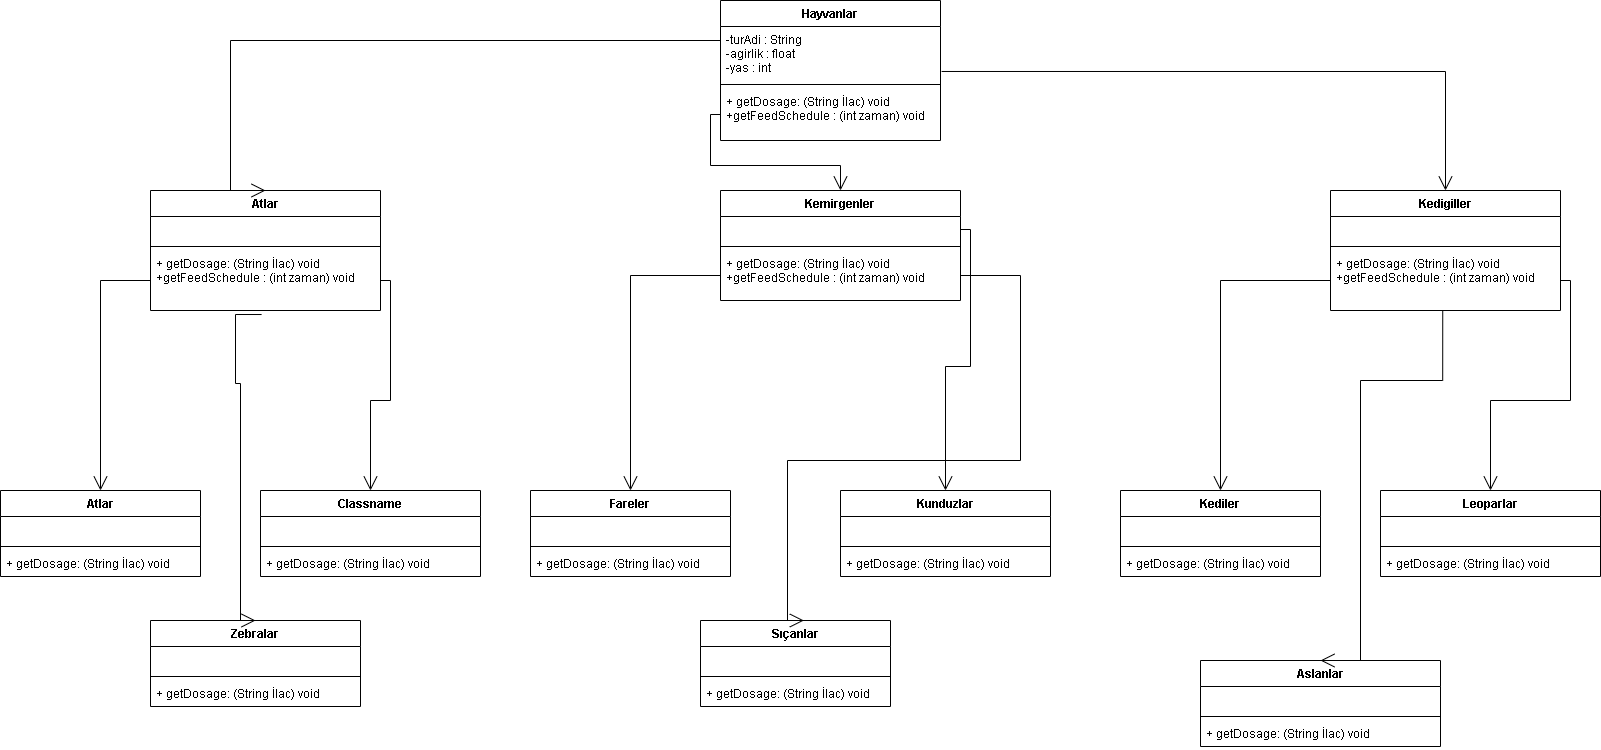 Hayvanlar
-turAdi : String
-agirlik : float
-yas : int
+ getDosage: (String İlac) void
+getFeedSchedule : (int zaman) void
Atlar
+ getDosage: (String İlac) void
+getFeedSchedule : (int zaman) void
Kemirgenler
+ getDosage: (String İlac) void
+getFeedSchedule : (int zaman) void
Kedigiller
+ getDosage: (String İlac) void
+getFeedSchedule : (int zaman) void
Atlar
+ getDosage: (String İlac) void
Classname
+ getDosage: (String İlac) void
Fareler
+ getDosage: (String İlac) void
Kunduzlar
+ getDosage: (String İlac) void
Kediler
+ getDosage: (String İlac) void
Leoparlar
+ getDosage: (String İlac) void
Zebralar
+ getDosage: (String İlac) void
Sıçanlar
+ getDosage: (String İlac) void
Aslanlar
+ getDosage: (String İlac) void